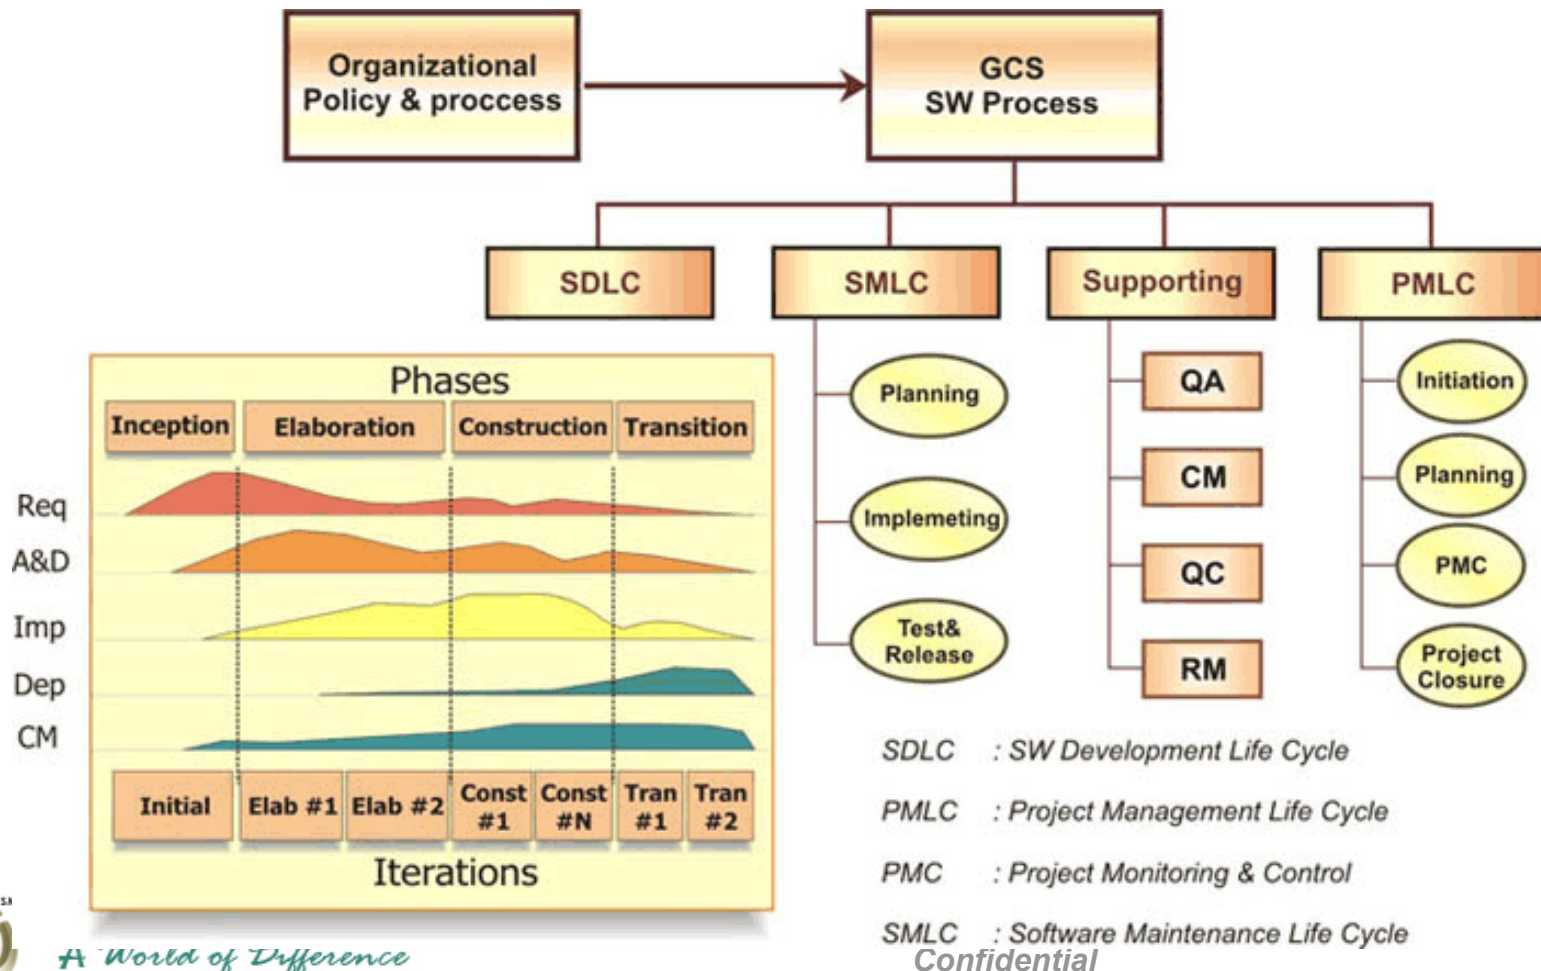 Organizational
Policy & proccess
GCS
SW Process
SDLC
SMLC
Supporting
PMLC
Phases
Inception
Elaboration
Construction
Transition
Req
A&D
Imp
Dep
CM
Initial
Elab #1
Elab #2
Const
#1
Const
#N
Tran
#1
Tran
#2
Iterations
Planning
Implemeting
Test&
Release
QA
CM
QC
RM
Initiation
Planning
PMC
Project
Closure
SDLC : SW Development Life Cycle
PMLC : Project Management Life Cycle
PMC : Project Monitoring & Control
SMLC : Software Maintenance Life Cycle
A World of Difference
Confidential